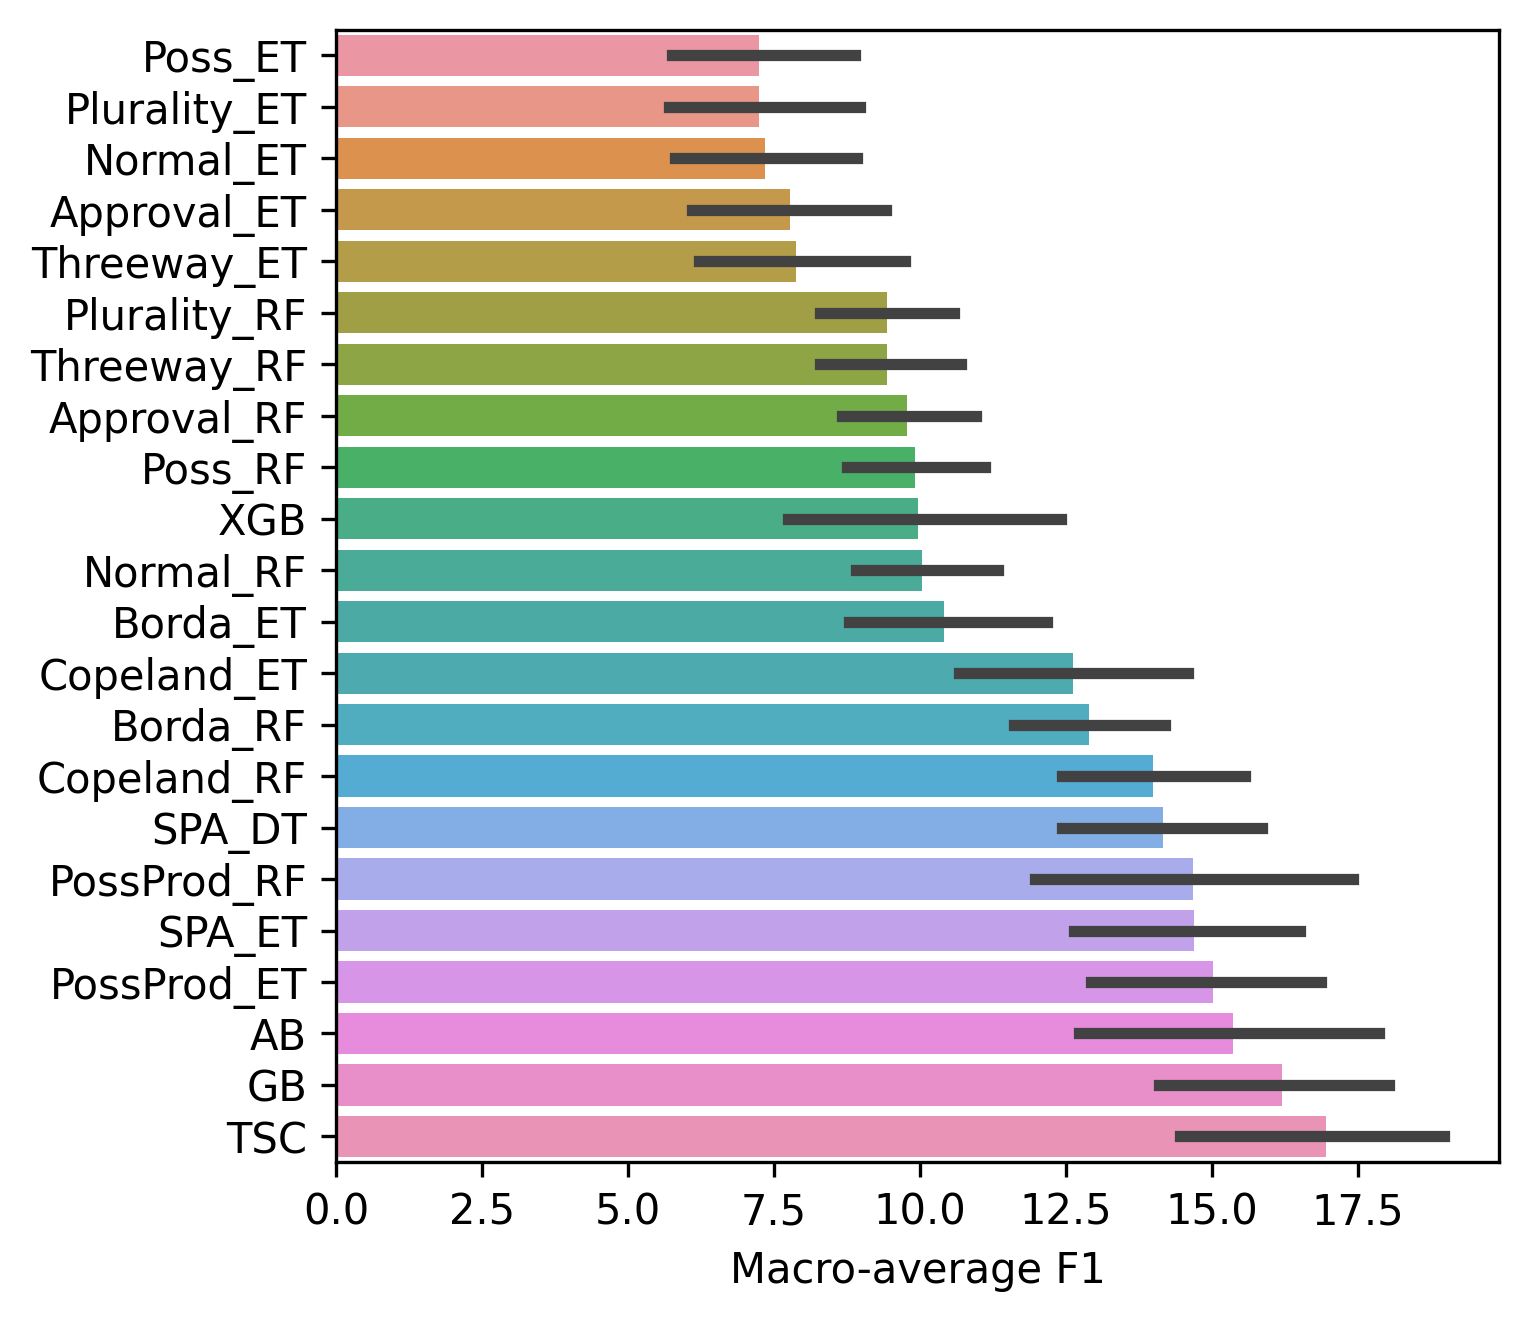 Poss_ET
Plurality_ET
Normal_ET
Approval_ET
Threeway_ET
Plurality_RF
Threeway_RF
Approval_RF
Poss_RF
XGB
Normal_RF
Borda_ET
Copeland_ET
Borda_RF
Copeland_RF
SPA_DT
PossProd_RF
SPA_ET
PossProd_ET
AB
GB
TSC
0.0 2.5 5.0 7.5 10.0 12.5 15.0 17.5
Macro-average F1